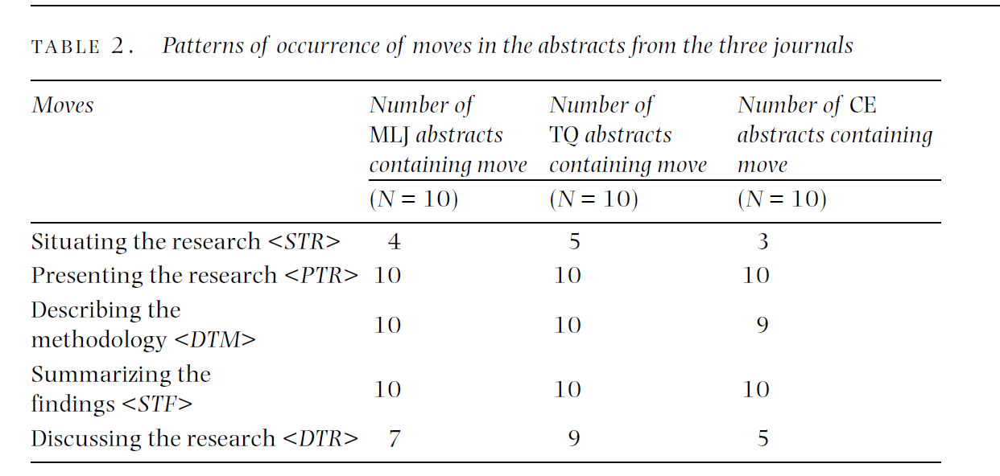 TABLE 2. Patterns of occurrence of moves in the abstracts from the three journals
Moves Number of Number of Number of CE
MLJ abstracts TQ abstracts abstracts containing
containing move containing move move
(N = 10) (N = 10) (N = 10)
Situating the research <STR> 4 5 3
Presenting the research <PTR> 10 10 10
Describing the
methodology <DTM> 10 10 9
Summarizing the
findings <STF> 10 10 10
Discussing the research <DTR> 7 9 5